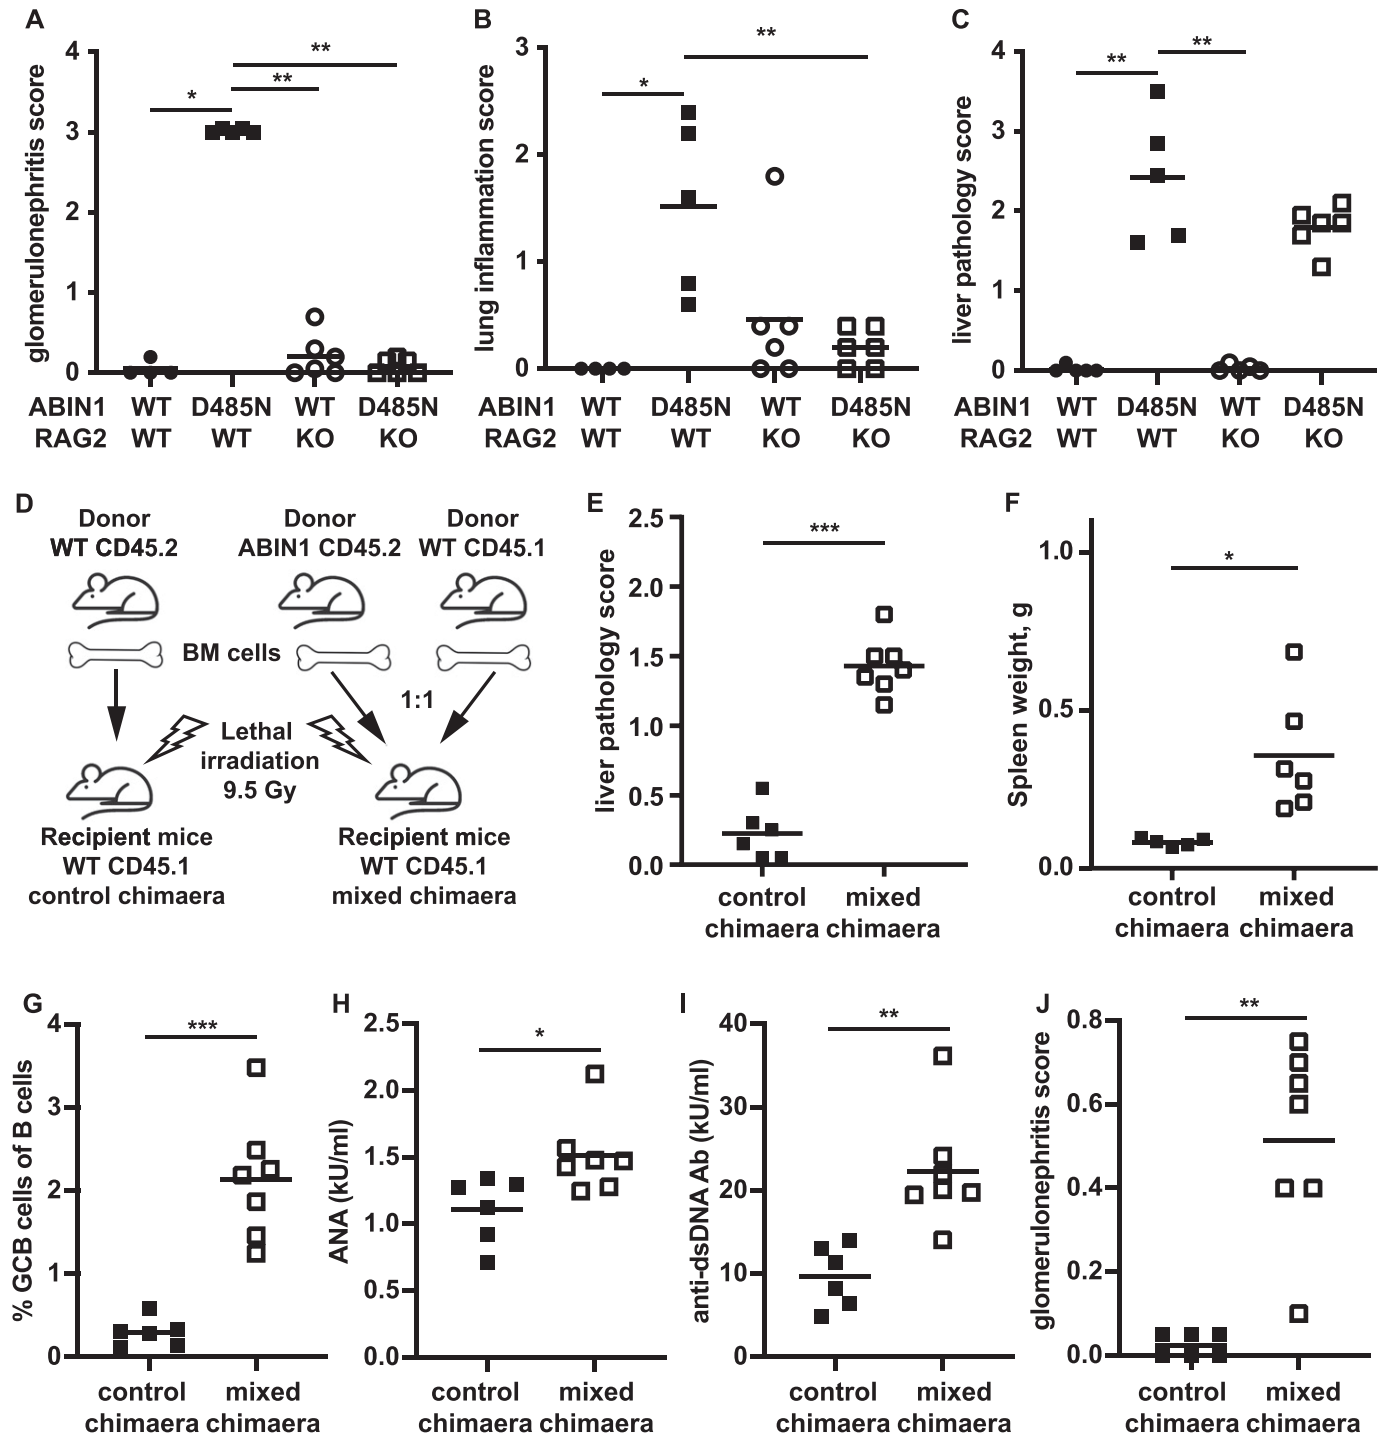 A
glomerulonephritis score
4
3
2
1
0
*
**
**
ABIN1 WT D485N WT D485N
RAG2 WT WT KO KO
B
lung inflammation score
3
2
1
0
*
**
ABIN1 WT D485N WT D485N
RAG2 WT WT KO KO
C
liver pathology score
4
3
2
1
0
**
**
ABIN1 WT D485N WT D485N
RAG2 WT WT KO KO
D
Donor
WT CD45.2
Donor
ABIN1 CD45.2
Donor
WT CD45.1
BM cells
1:1
Lethal
irradiation
9.5 Gy
Recipient mice
WT CD45.1
control chimaera
Recipient mice
WT CD45.1
mixed chimaera
E
liver pathology score
2.5
2.0
1.5
1.0
0.5
0.0
***
control mixed
chimaera chimaera
F
Spleen weight, g
1.0
0.5
0.0
*
control mixed
chimaera chimaera
G
% GCB cells of B cells
4
3
2
1
0
***
control mixed
chimaera chimaera
H
ANA (kU/ml)
2.5
2.0
1.5
1.0
0.5
0.0
*
control mixed
chimaera chimaera
I
anti-dsDNA Ab (kU/ml)
40
30
20
10
0
**
control mixed
chimaera chimaera
J
glomerulonephritis score
0.8
0.6
0.4
0.2
0.0
**
control mixed
chimaera chimaera